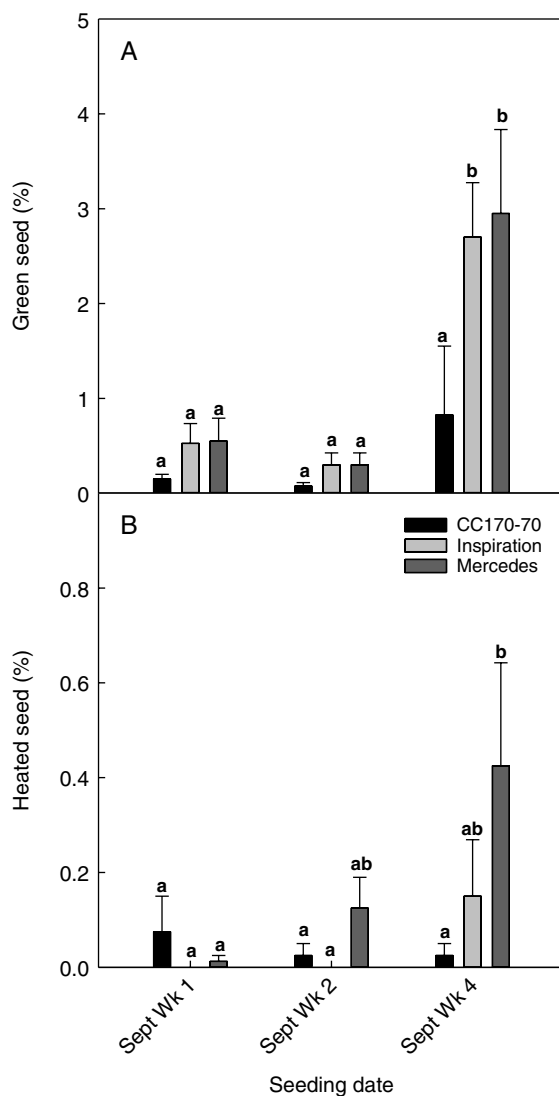 A
5
4
3
2
1
0
Green seed (%)
a
a
a
a
a
a
a
b
b
B
CC170-70
Inspiration
Mercedes
0.8
0.6
0.4
0.2
0.0
Heated seed (%)
a
a
a
a
a
ab
a
ab
b
Sept Wk 1
Sept Wk 2
Sept Wk 4
Seeding date